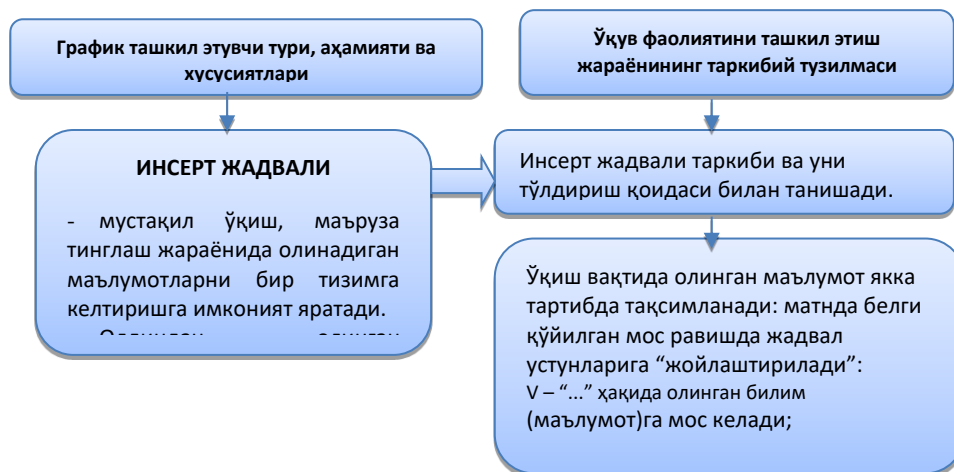 График ташкил этувчи тури, аҳамияти ва
хусусиятлари
Ўқув фаолиятини ташкил этиш
жараёнининг таркибий тузилмаси
ИНСЕРТ ЖАДВАЛИ
- мустақил ўқиш, маъруза
тинглаш жараёнида олинадиган
маълумотларни бир тизимга
келтиришга имконият яратади.
Инсерт жадвали таркиби ва уни
тўлдириш қоидаси билан танишади.
Ўқиш вақтида олинган маълумот якка
тартибда тақсимланади: матнда белги
қўйилган мос равишда жадвал
устунларига “жойлаштирилади”:
V – “...” ҳақида олинган билим
(маълумот)га мос келади;